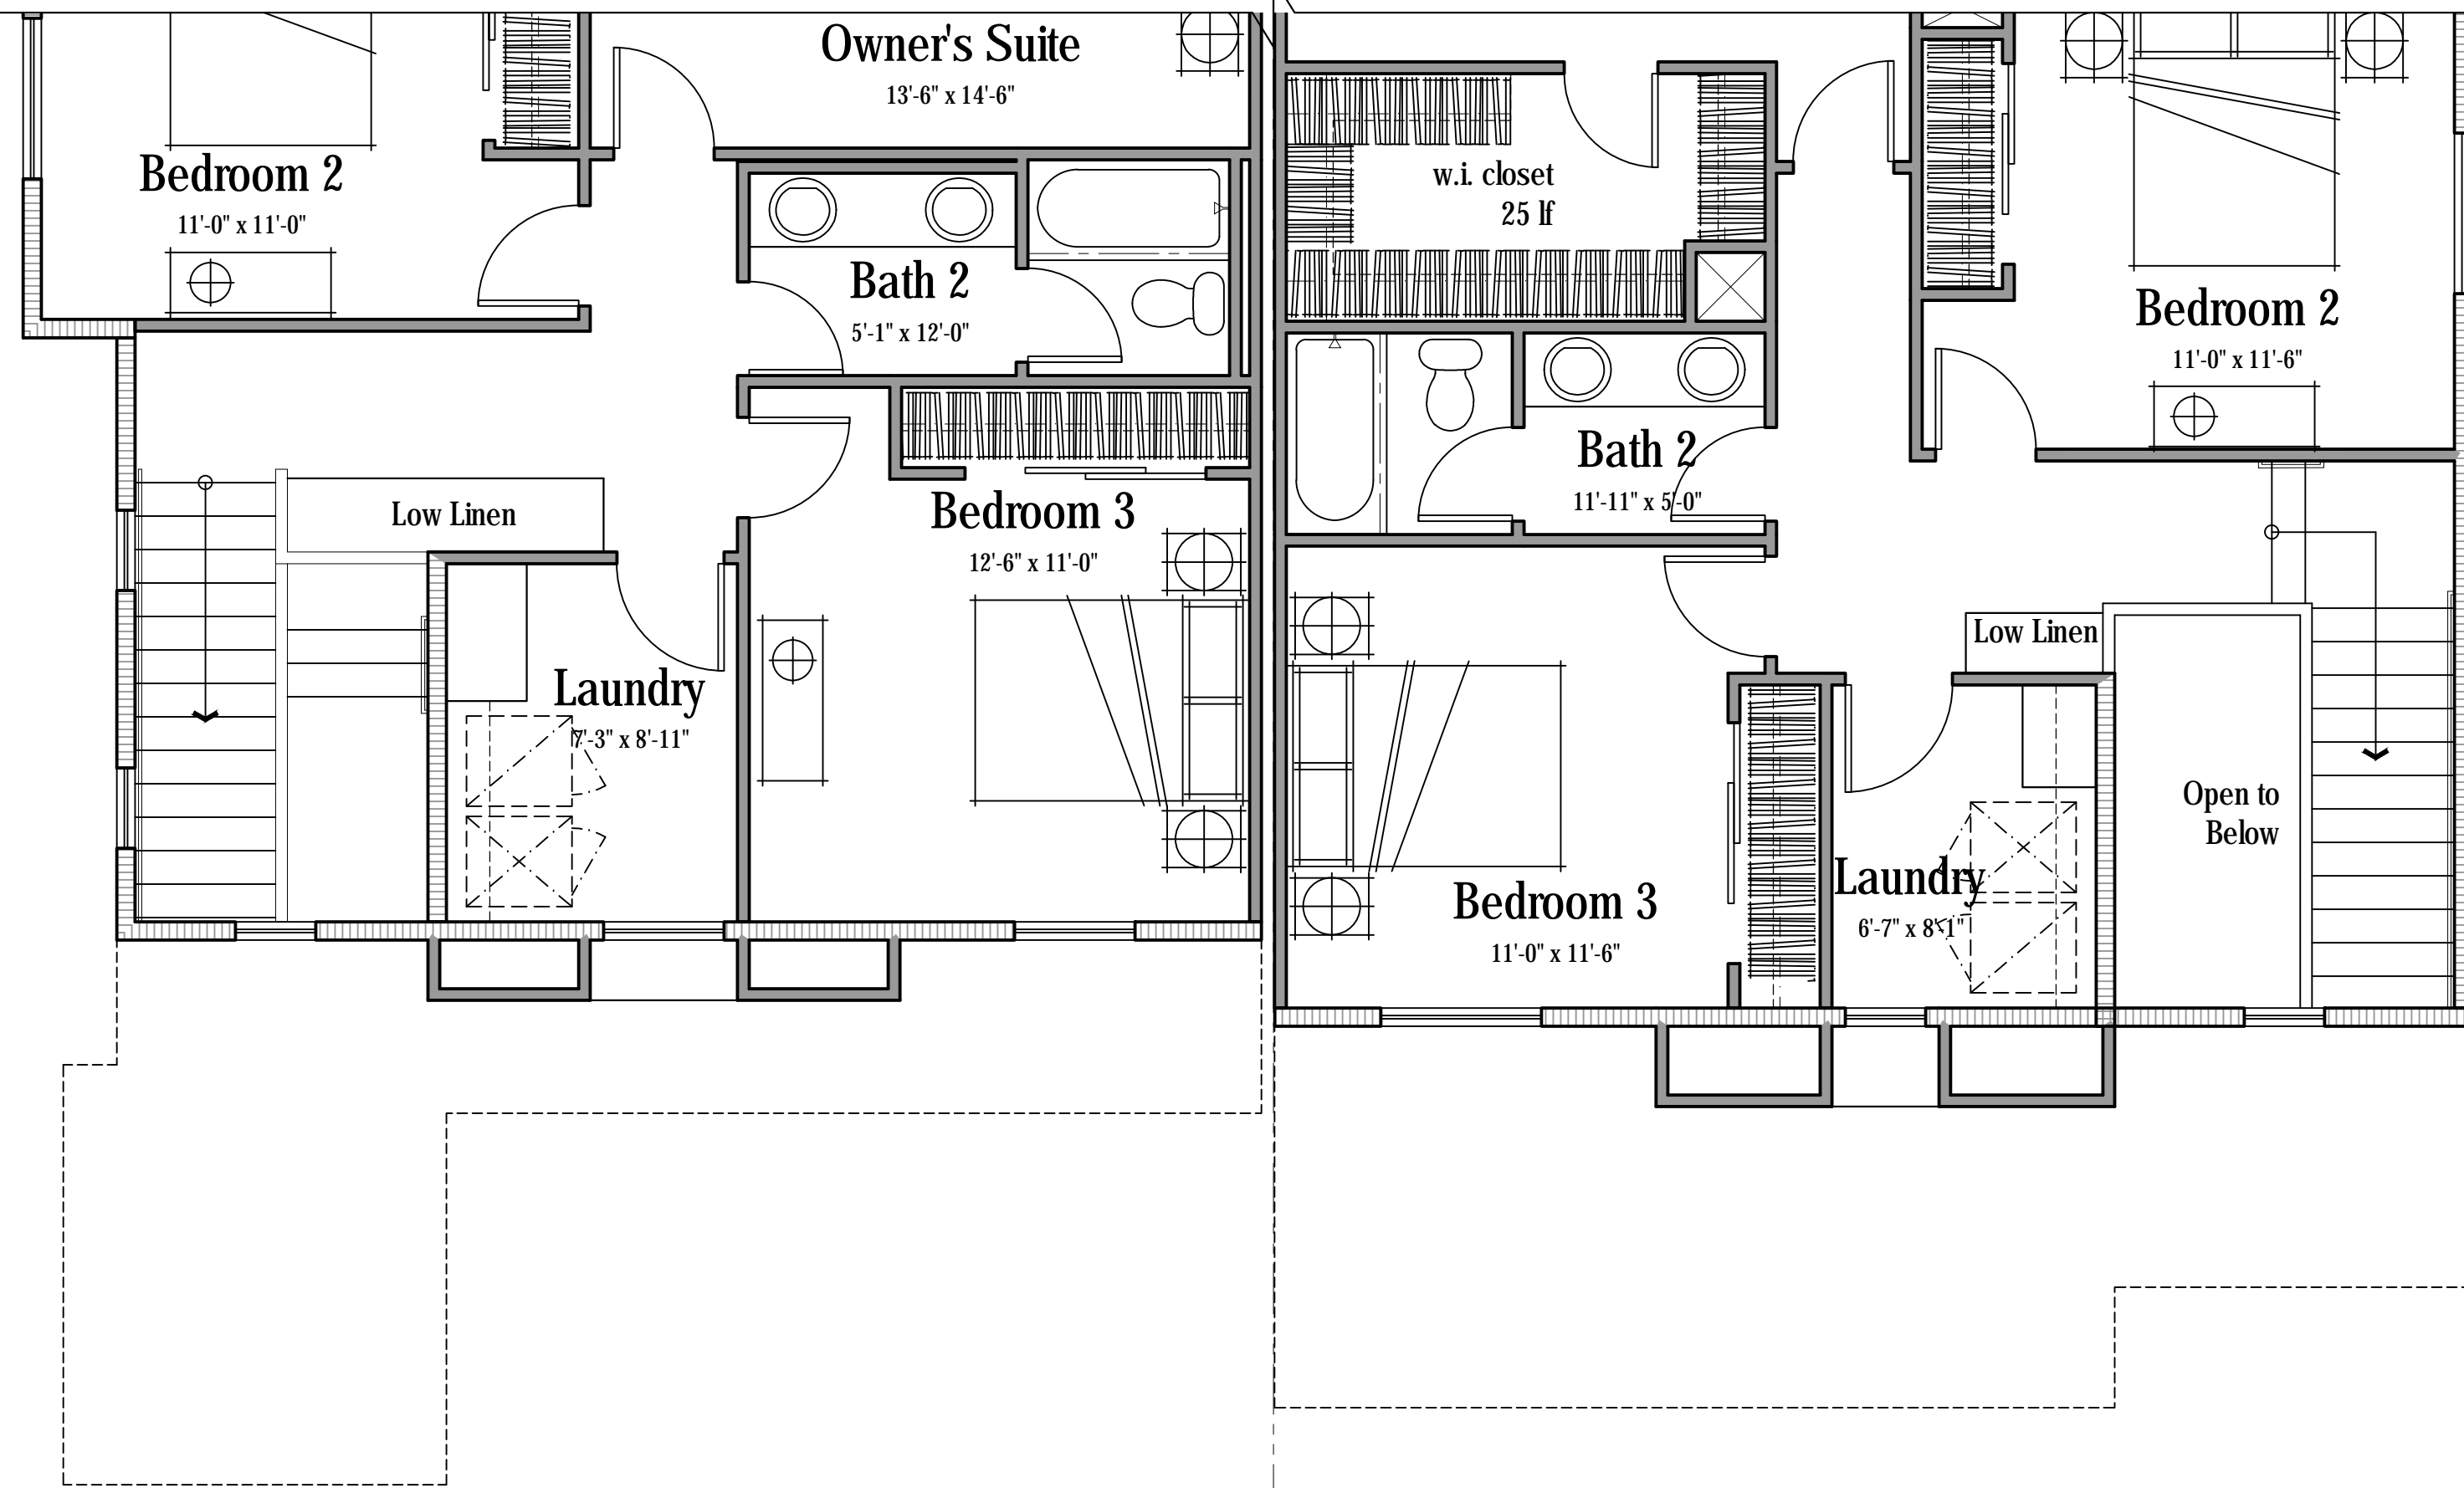 Owner's Suite
13'-6" x 14'-6"
Bedroom 2
11'-0" x 11'-0"
Bath 2
5'-1" x 12'-0"
Low Linen
Bedroom 3
12'-6" x 11'-0"
Laundry
7'-3" x 8'-11"
w.i. closet
25 lf
Bedroom 2
11'-0" x 11'-6"
Bath 2
11'-11" x 5'-0"
Low Linen
Open to
Below
Laundry
6'-7" x 8'-1"
Bedroom 3
11'-0" x 11'-6"